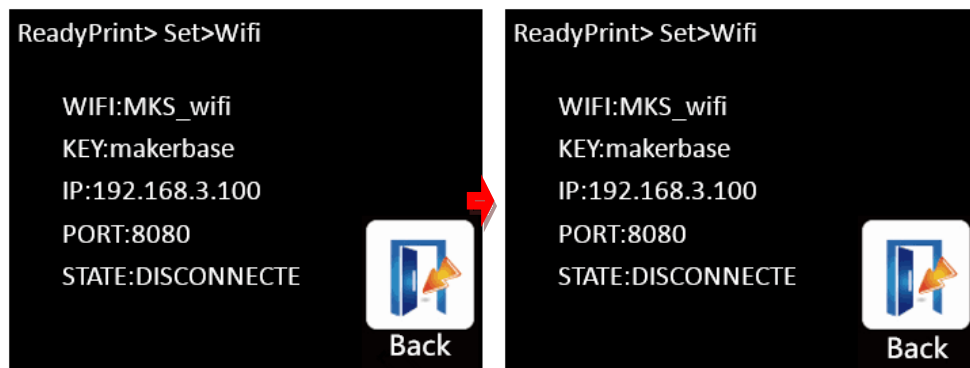 ReadyPrint> Set>Wifi
WIFI:MKS_wifi
KEY:makerbase
IP:192.168.3.100
PORT:8080
STATE:DISCONNECTE
Back
ReadyPrint> Set>Wifi
WIFI:MKS_wifi
KEY:makerbase
IP:192.168.3.100
PORT:8080
STATE:DISCONNECTE
Back